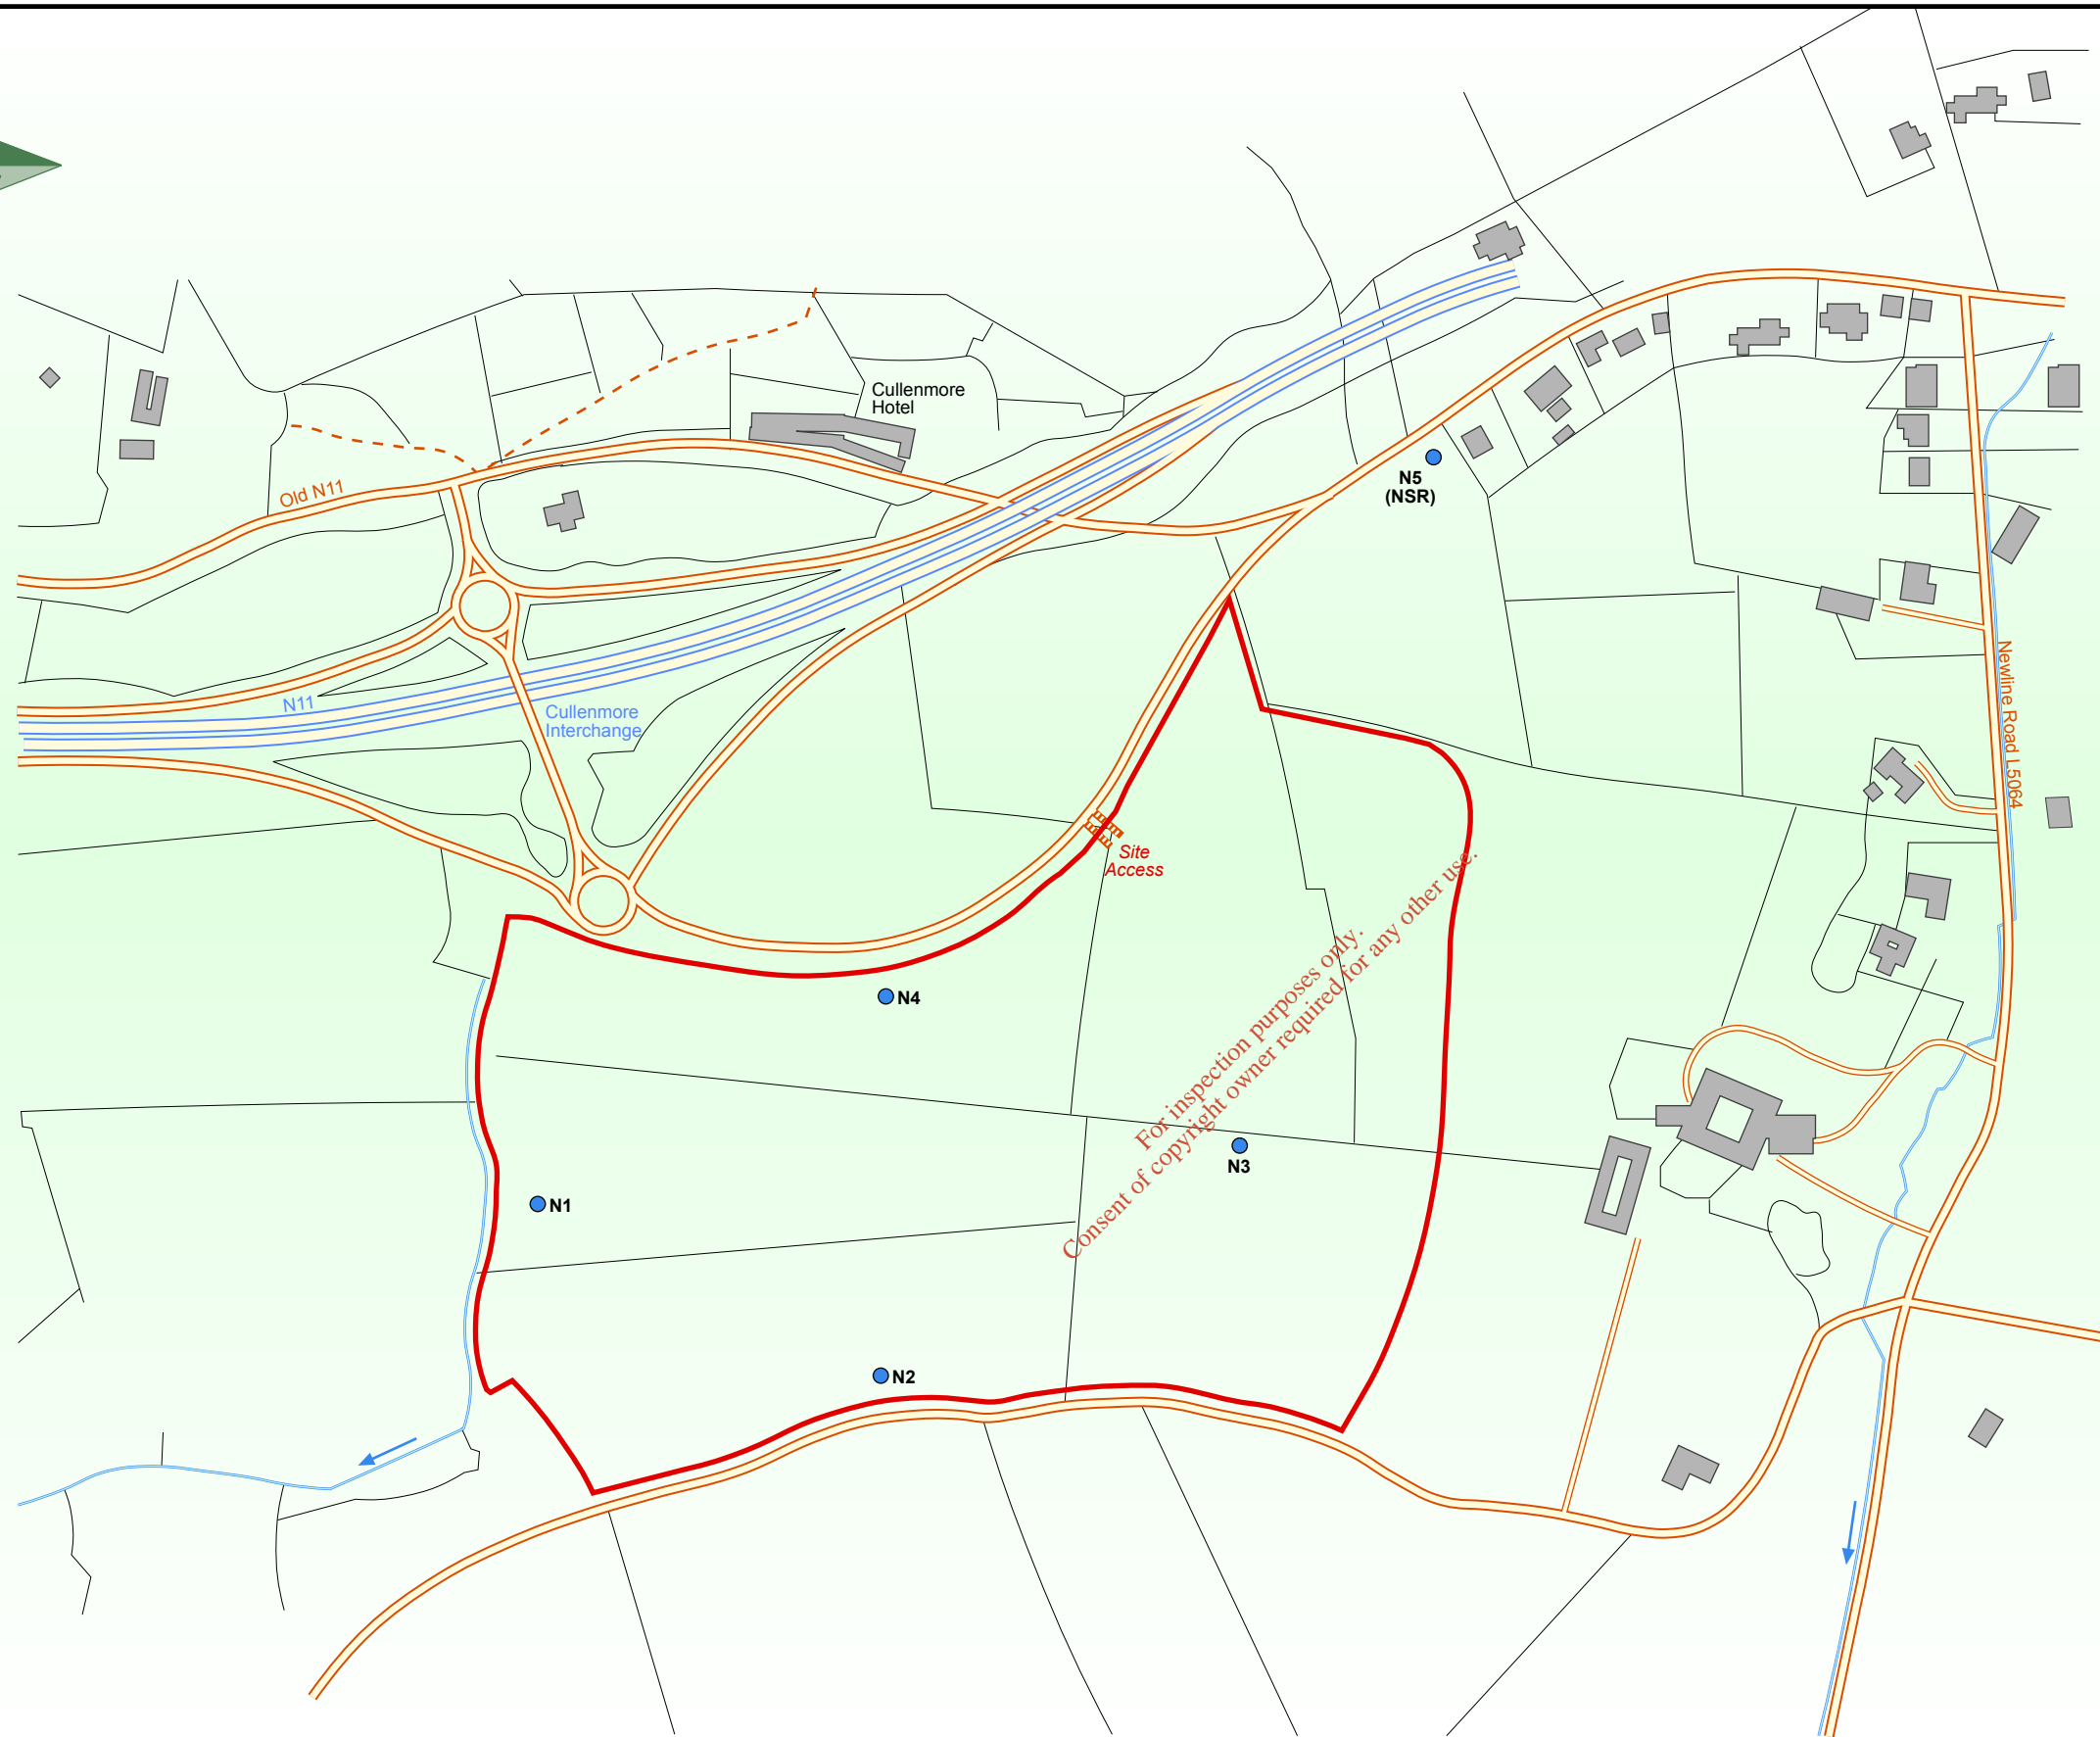 Cullenmore
Hotel
Old N11
N5
(NSR)
N11
Cullenmore
Interchange
Newline Road L5064
Site
Access
For inspection purposes only.
Consent of copyright owner required for any other use.
N4
N3
N1
N2